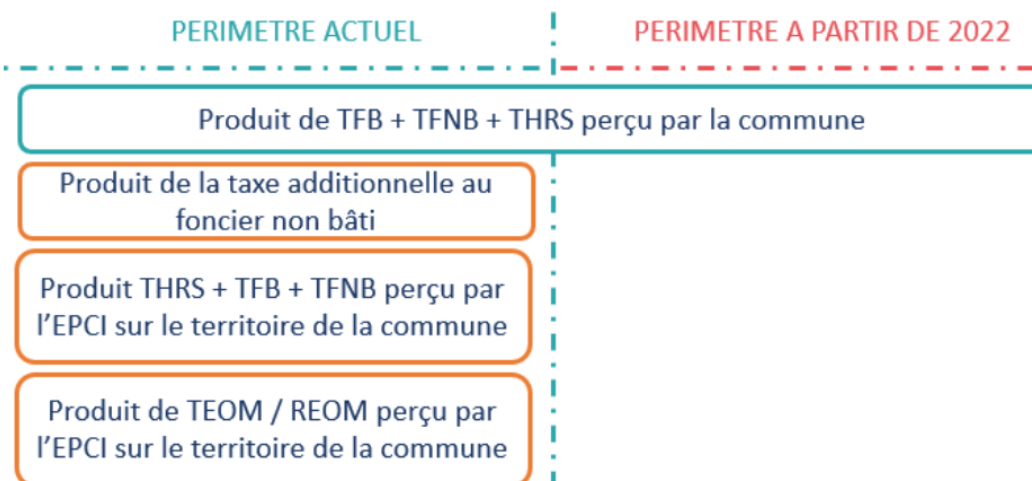 PERIMETRE ACTUEL
PERIMETRE A PARTIR DE 2022
Produit de TFB + TFNB + THRS perçu par la commune
Produit de la taxe additionnelle au
foncier non bâti
Produit THRS + TFB + TFNB perçu par
l'EPCI sur le territoire de la commune
Produit de TEOM / REOM perçu par
l'EPCI sur le territoire de la commune